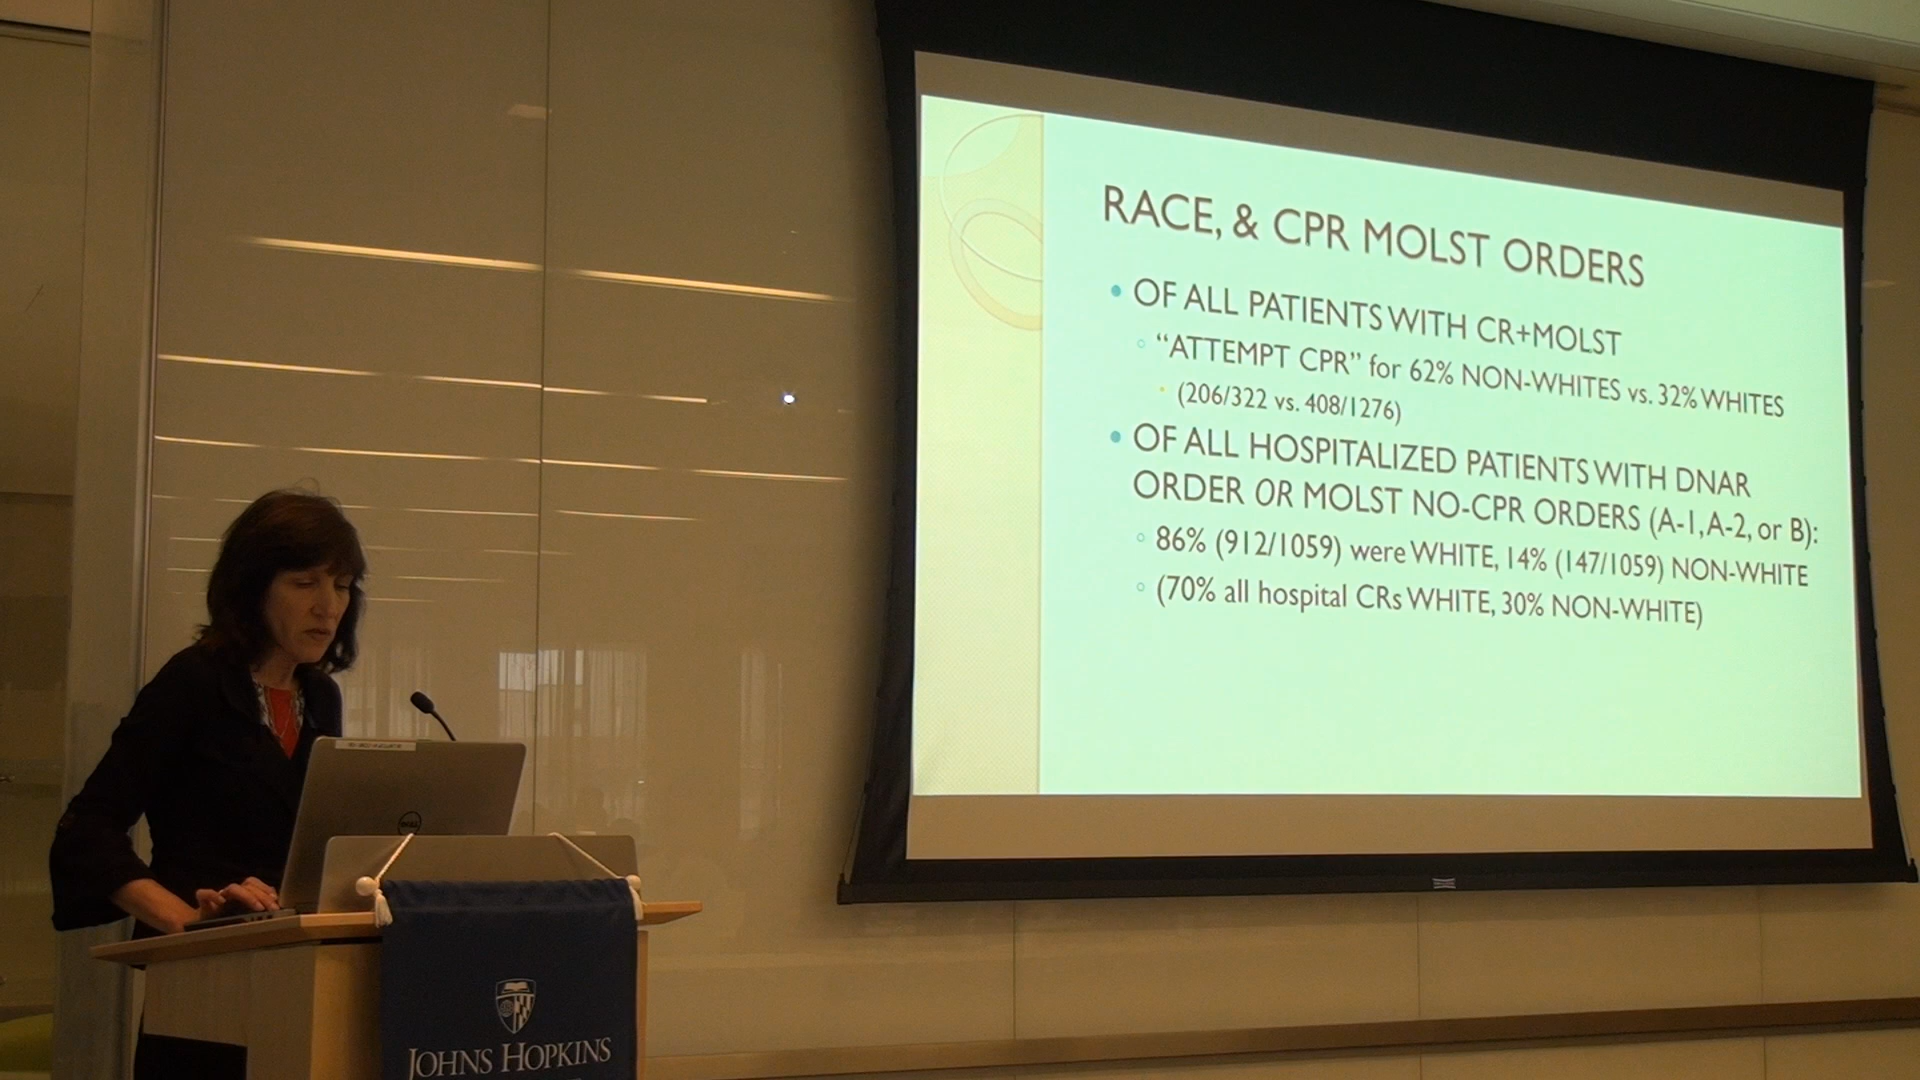 RACE, & CPR MOLST ORDERS
• OF ALL PATIENTS WITH CR+MOLST
◦ “ATTEMPT CPR” for 62% NON-WHITES vs. 32% WHITES
• (206/322 vs. 408/1276)
• OF ALL HOSPITALIZED PATIENTS WITH DNAR
ORDER OR MOLST NO-CPR ORDERS (A-1, A-2, or B):
◦ 86% (912/1059) were WHITE, 14% (147/1059) NON-WHITE
◦ (70% all hospital CRs WHITE, 30% NON-WHITE)
DELL
JOHNS HOPKINS